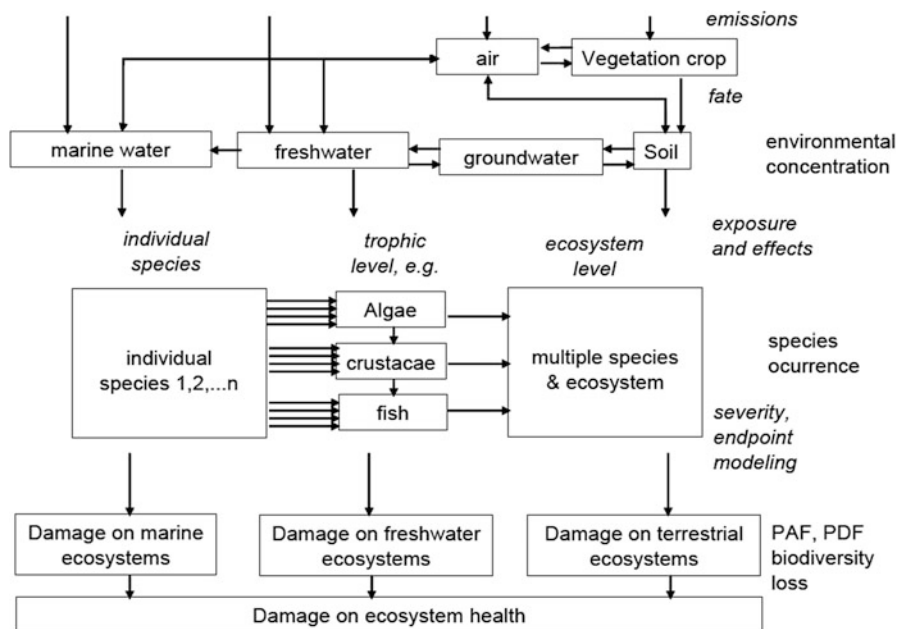 emissions
air
Vegetation crop
fate
marine water
freshwater
groundwater
Soil
environmental
concentration
individual
species
trophic
level, e.g.
ecosystem
level
exposure
and effects
individual
species 1,2,...n
Algae
crustacae
fish
multiple species
& ecosystem
species
ocurrence
severity,
endpoint
modeling
Damage on marine
ecosystems
Damage on freshwater
ecosystems
Damage on terrestrial
ecosystems
PAF, PDF
biodiversity
loss
Damage on ecosystem health